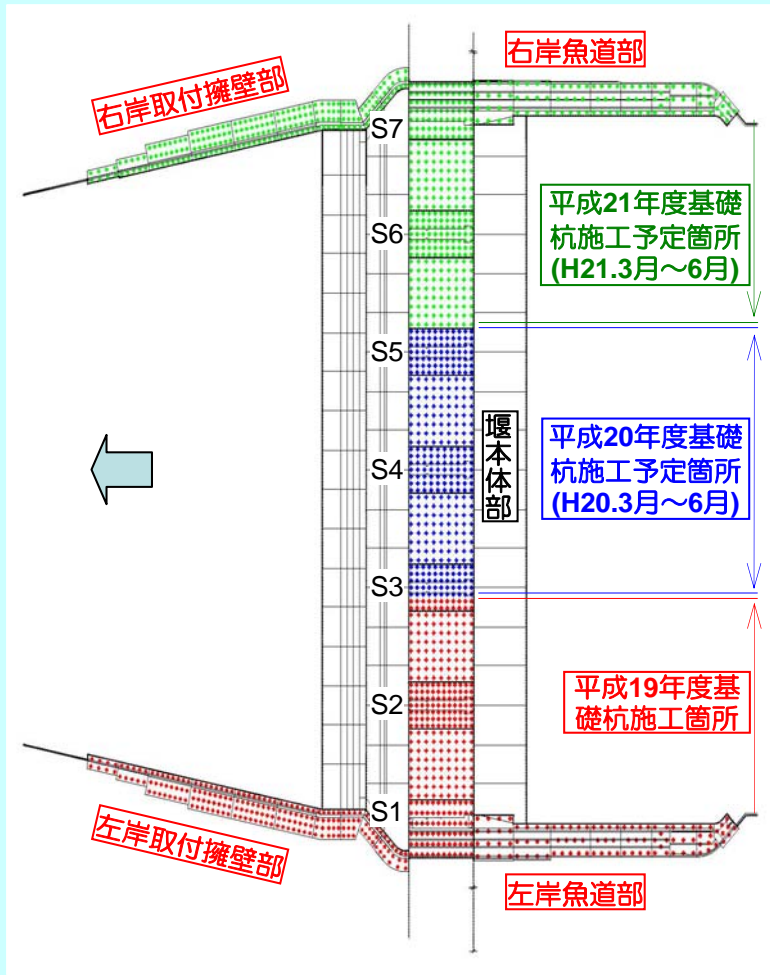 右岸魚道部
右岸取付擁壁部
S7
平成21年度基礎
杭施工予定箇所
(H21.3月～6月)
S6
S5
平成20年度基礎
杭施工予定箇所
(H20.3月～6月)
S4
堰本体部
S3
平成19年度基
礎杭施工箇所
S2
S1
左岸取付擁壁部
左岸魚道部